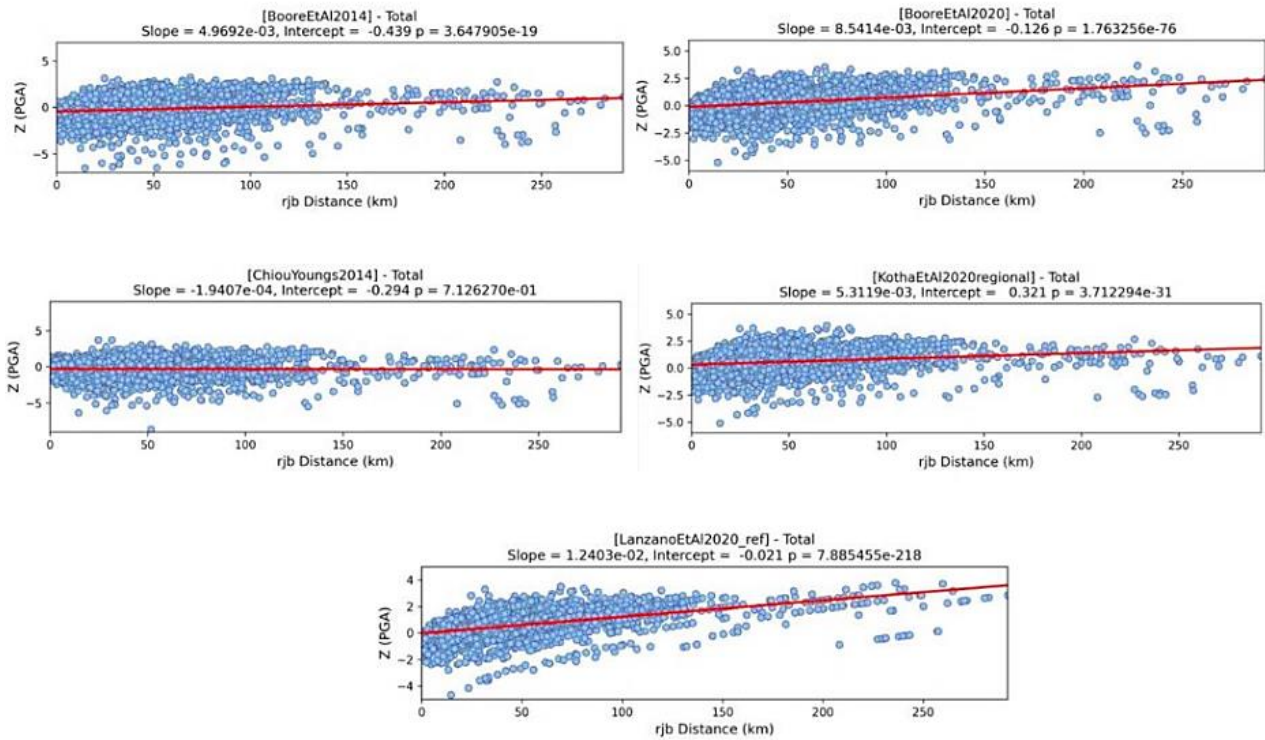 [BooreEtAl2014] - Total
Slope = 4.9692e-03, Intercept = -0.439 p = 3.647905e-19
5
0
−5
Z (PGA)
0 50 100 150 200 250
rjb Distance (km)
[BooreEtAl2020] - Total
Slope = 8.5414e-03, Intercept = -0.126 p = 1.763256e-76
5.0
2.5
0.0
−2.5
−5.0
Z (PGA)
0 50 100 150 200 250
rjb Distance (km)
[ChiouYoungs2014] - Total
Slope = -1.9407e-04, Intercept = -0.294 p = 7.126270e-01
5
0
−5
Z (PGA)
0 50 100 150 200 250
rjb Distance (km)
[KothaEtAl2020regional] - Total
Slope = 5.3119e-03, Intercept = 0.321 p = 3.712294e-31
5.0
2.5
0.0
−2.5
−5.0
Z (PGA)
0 50 100 150 200 250
rjb Distance (km)
[LanzanoEtAl2020_ref] - Total
Slope = 1.2403e-02, Intercept = -0.021 p = 7.885455e-218
4
2
0
−2
−4
Z (PGA)
0 50 100 150 200 250
rjb Distance (km)